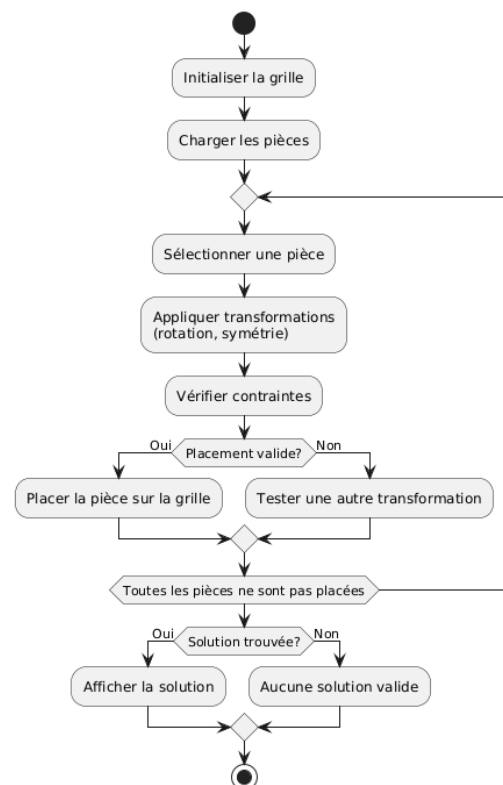 Initialiser la grille
Charger les pièces
Sélectionner une pièce
Appliquer transformations
(rotation, symétrie)
Vérifier contraintes
Oui
Placement valide?
Non
Placer la pièce sur la grille
Tester une autre transformation
Toutes les pièces ne sont pas placées
Oui
Solution trouvée?
Non
Afficher la solution
Aucune solution valide